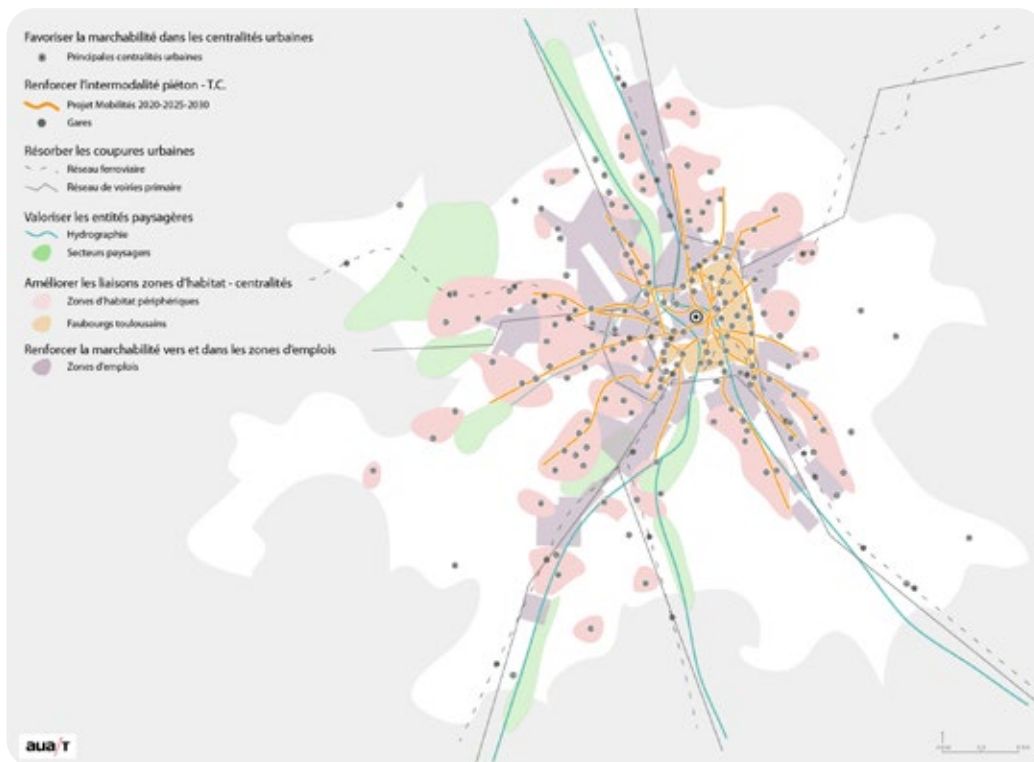 Favoriser la marchabilité dans les centralités urbaines
Principales centralités urbaines
Renforcer l'intermodalité piéton - T.C.
Projet Mobilités 2020-2025-2030
Gares
Résorber les coupures urbaines
Réseau ferroviaire
Réseau de voiries primaire
Valoriser les entités paysagères
Hydrographie
Secteurs paysagers
Améliorer les liaisons zones d'habitat - centralités
Zones d'habitat périphériques
Faubourgs toulousains
Renforcer la marchabilité vers et dans les zones d'emplois
Zones d'emplois
aua/T